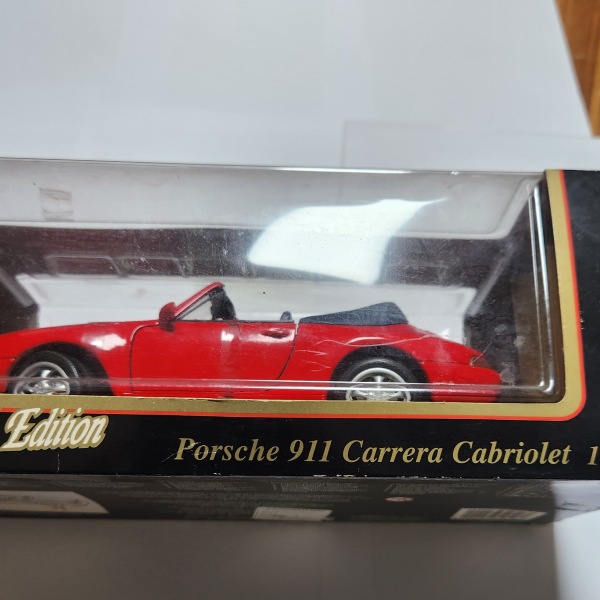 Edition
Porsche 911 Carrera Cabriolet 1